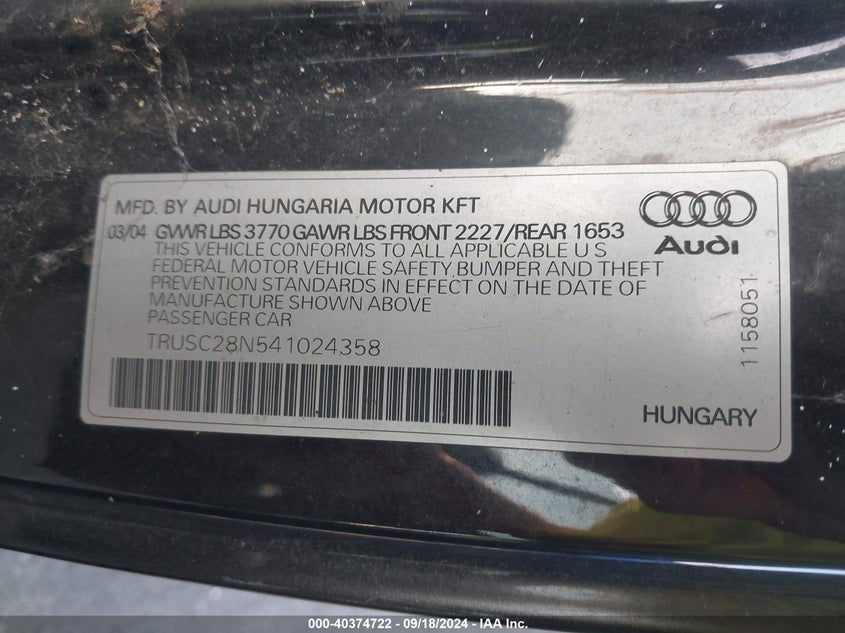 MFD. BY AUDI HUNGARIA MOTOR KFT
03/04 GVWR LBS 3770 GAWR LBS FRONT 2227/REAR 1653
THIS VEHICLE CONFORMS TO ALL APPLICABLE U S
FEDERAL MOTOR VEHICLE SAFETY, BUMPER AND THEFT
PREVENTION STANDARDS IN EFFECT ON THE DATE OF
MANUFACTURE SHOWN ABOVE
PASSENGER CAR
TRUSC28N541024358
Audi
1158051
HUNGARY
000-40374722 - 09/18/2024 - IAA Inc.